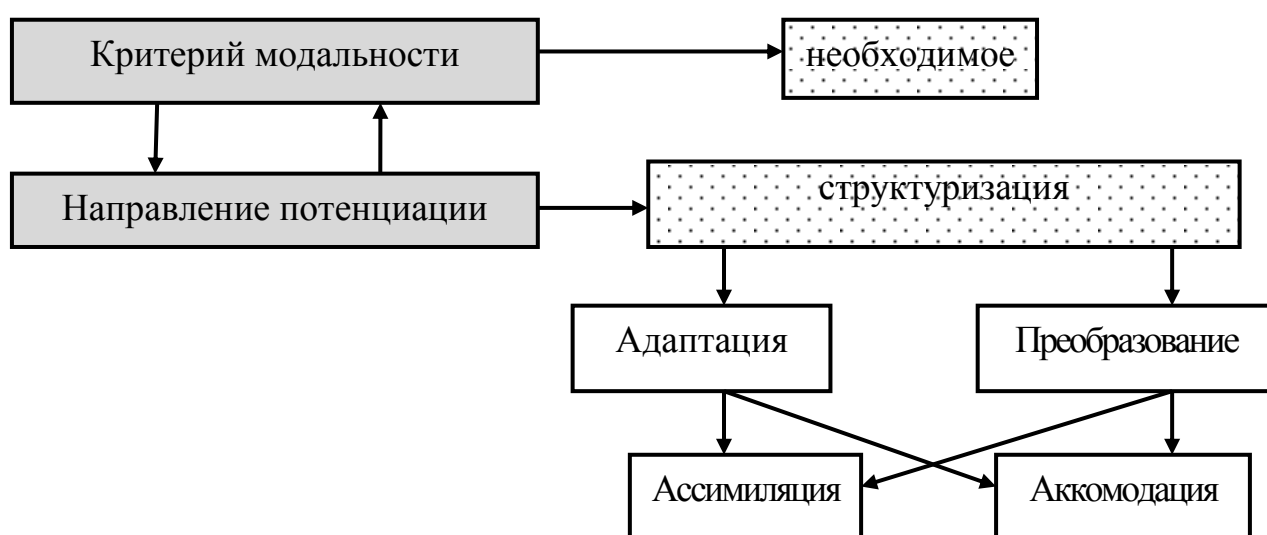 Критерий модальности
необходимое
Направление потенциации
структуризация
Адаптация
Преобразование
Ассимиляция
Аккомодация